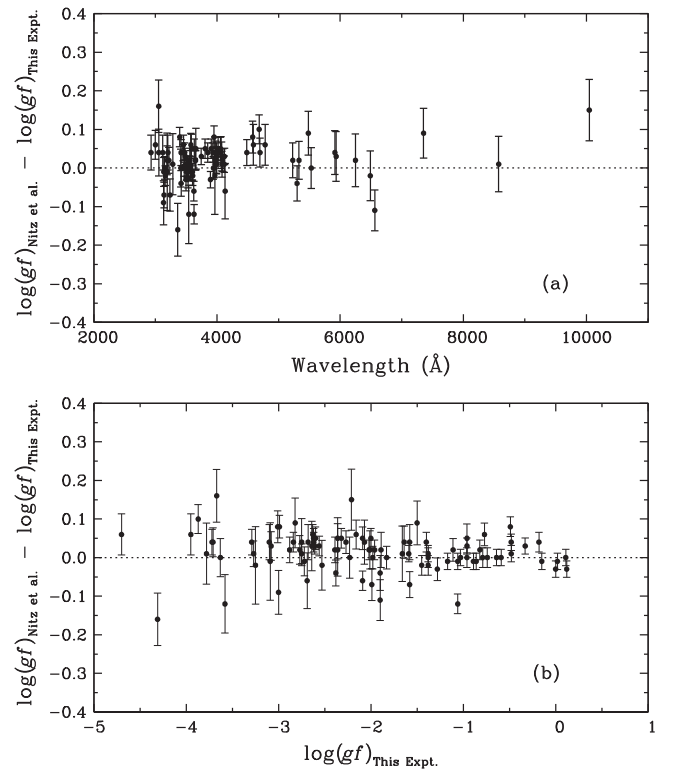 0.4
0.3
0.2
0.1
0.0
−0.1
−0.2
−0.3
−0.4
log(gf)Nitz et al. − log(gf)This Expt.
(a)
2000 4000 6000 8000 10000
Wavelength (Å)
0.4
0.3
0.2
0.1
0.0
−0.1
−0.2
−0.3
−0.4
log(gf)Nitz et al. − log(gf)This Expt.
(b)
−5 −4 −3 −2 −1 0 1
log(gf)This Expt.